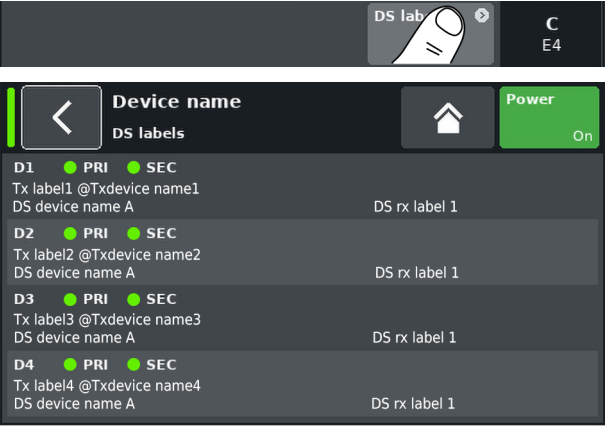 DS lab
C
E4
Device name
DS labels
Power
On
D1 PRI SEC
Tx label1 @Txdevice name1
DS device name A DS rx label 1
D2 PRI SEC
Tx label2 @Txdevice name2
DS device name A DS rx label 1
D3 PRI SEC
Tx label3 @Txdevice name3
DS device name A DS rx label 1
D4 PRI SEC
Tx label4 @Txdevice name4
DS device name A DS rx label 1